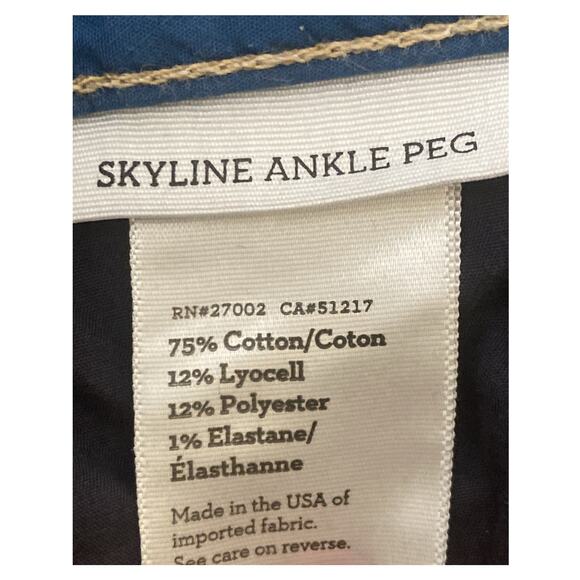 SKYLINE ANKLE PEG
RN#27002 CA#51217
75% Cotton/Coton
12% Lyocell
12% Polyester
1% Elastane/
Élasthanne
Made in the USA of
imported fabric.
See care on reverse.